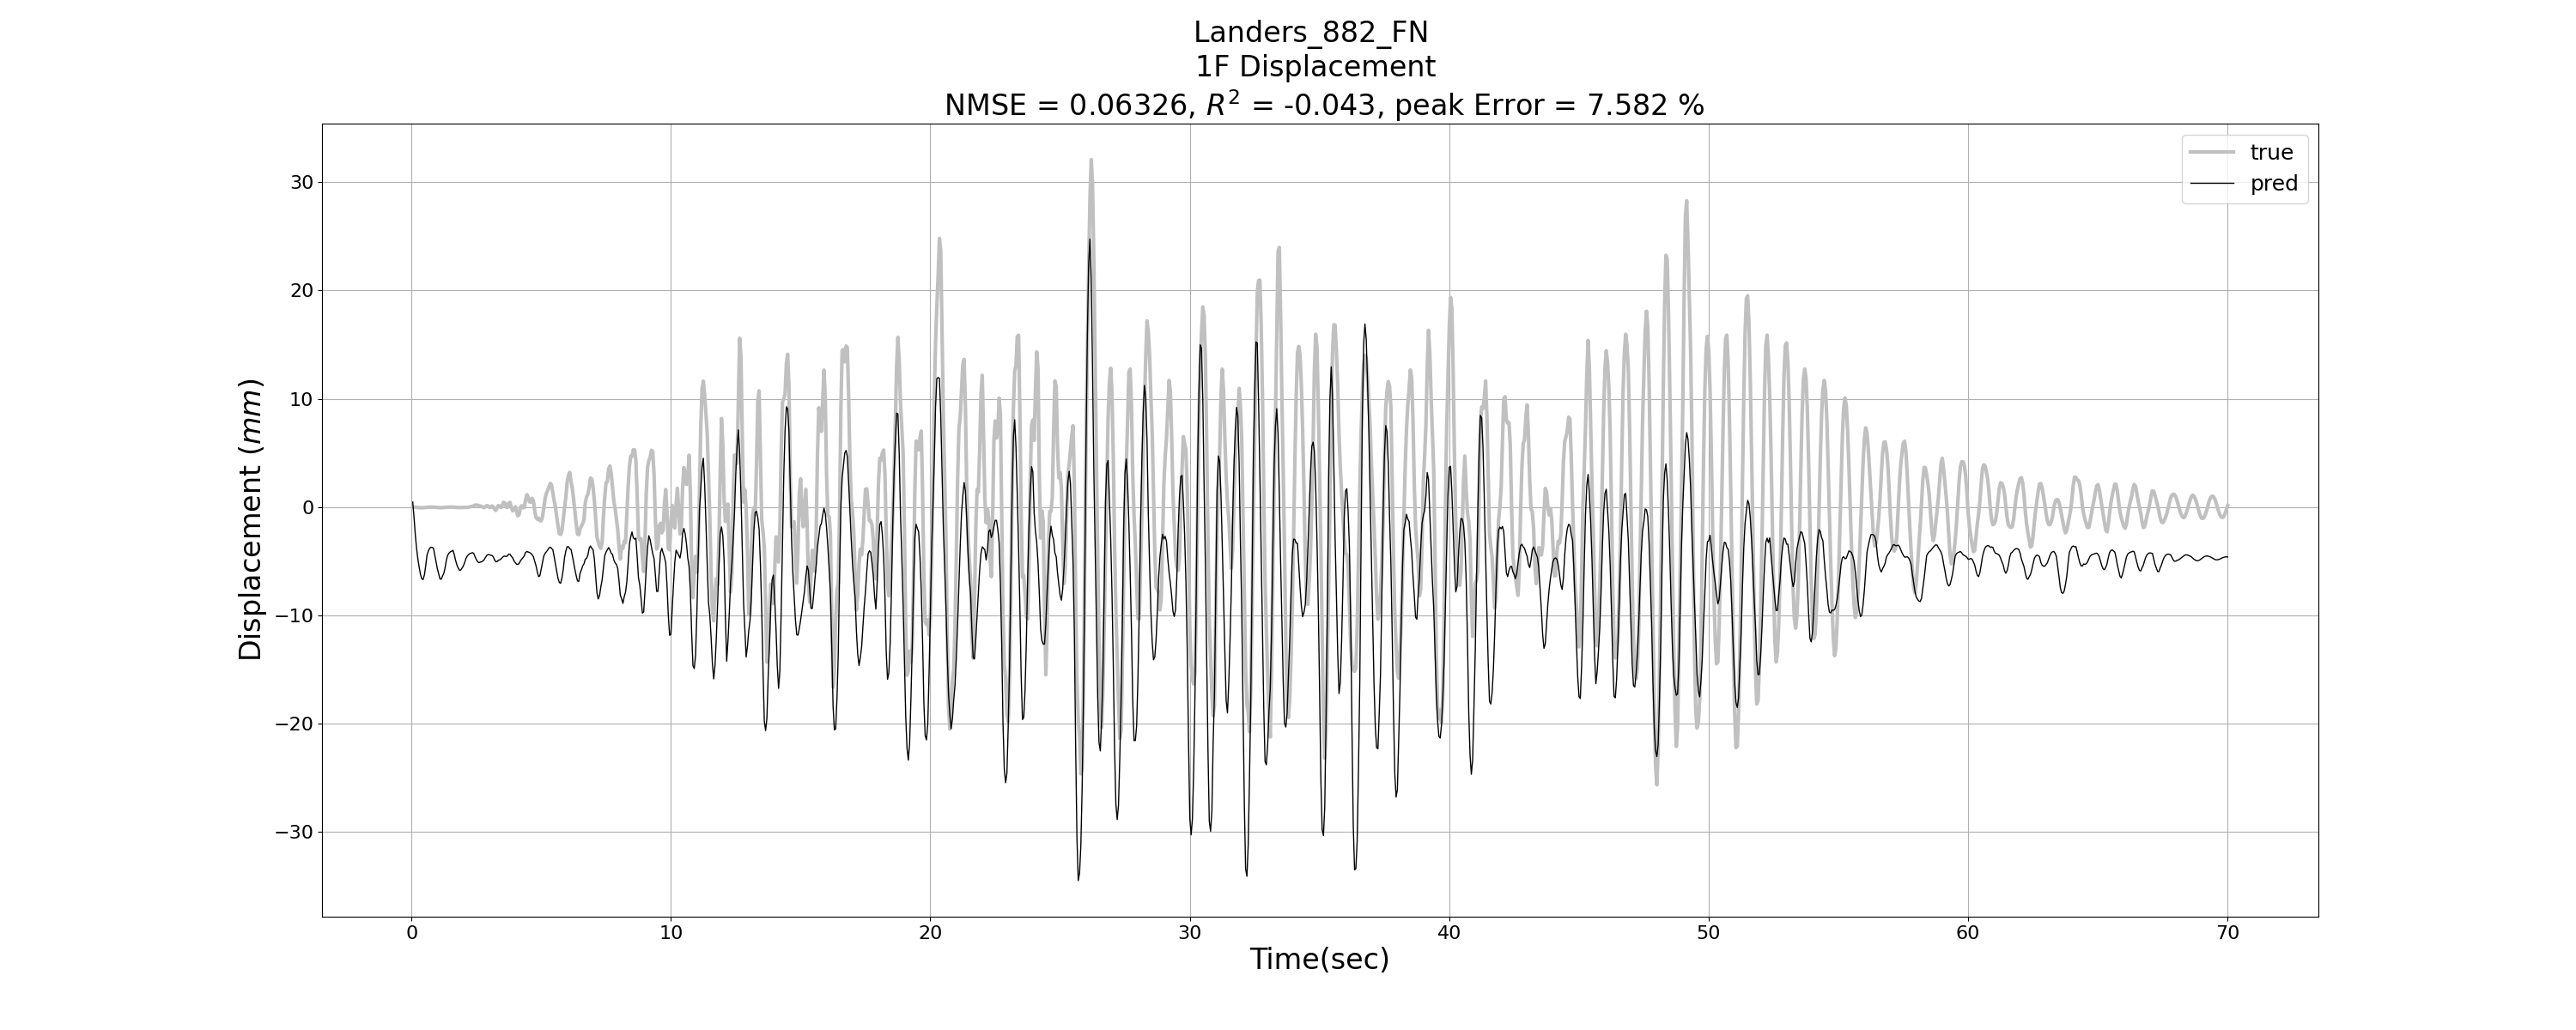 Landers_882_FN
1F Displacement
NMSE = 0.06326, R² = -0.043, peak Error = 7.582 %
true
pred
Displacement (mm)
30
20
10
0
−10
−20
−30
0 10 20 30 40 50 60 70
Time(sec)